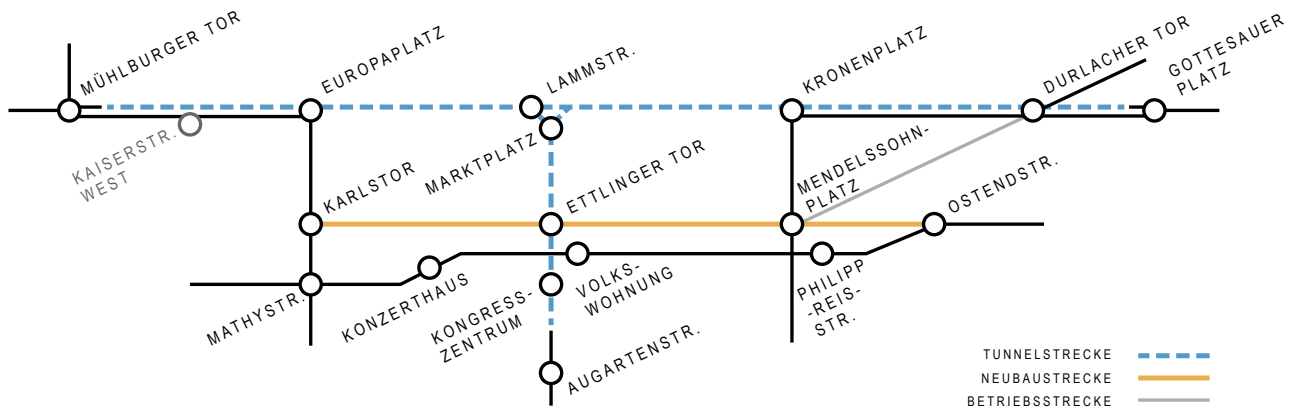 MÜHLBURGER TOR
EUROPAPLATZ
LAMMSTR.
KRONENPLATZ
DURLACHER TOR
GOTTESAUER
PLATZ
KAISERSTR.
WEST
MARKTPLATZ
KARLSTOR
ETTLINGER TOR
MENDELSSOHN-
PLATZ
OSTENDSTR.
MATHYSTR.
KONZERTHAUS
KONGRESS-
ZENTRUM
VOLKS-
WOHNUNG
PHILIPP
-REIS-
STR.
AUGARTENSTR.
TUNNELSTRECKE
NEUBAUSTRECKE
BETRIEBSSTRECKE